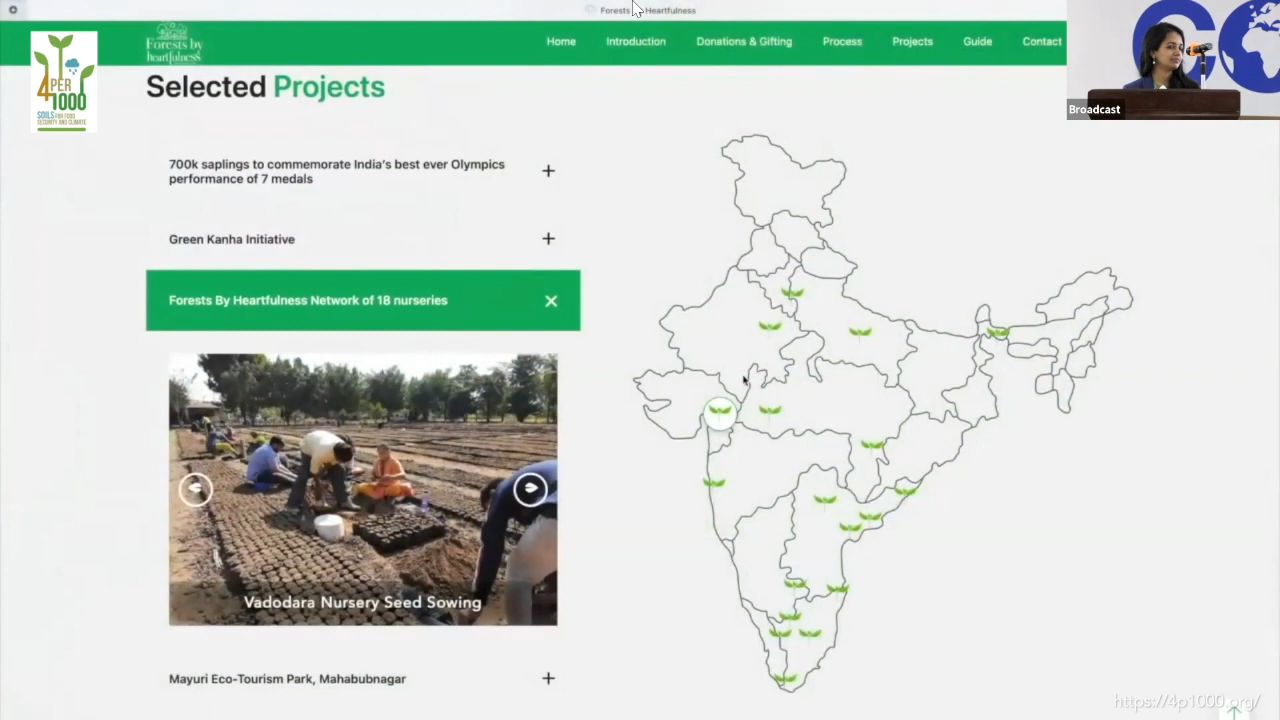 Forests by Heartfulness
Forests by
heartfulness
Home Introduction Donations & Gifting Process Projects Guide Contact
4 PER
1000
SOILS FOR FOOD
SECURITY AND CLIMATE
Broadcast
Selected Projects
700k saplings to commemorate India's best ever Olympics
performance of 7 medals
Green Kanha Initiative
Forests By Heartfulness Network of 18 nurseries
Vadodara Nursery Seed Sowing
Mayuri Eco-Tourism Park, Mahabubnagar
https://4p1000.org/